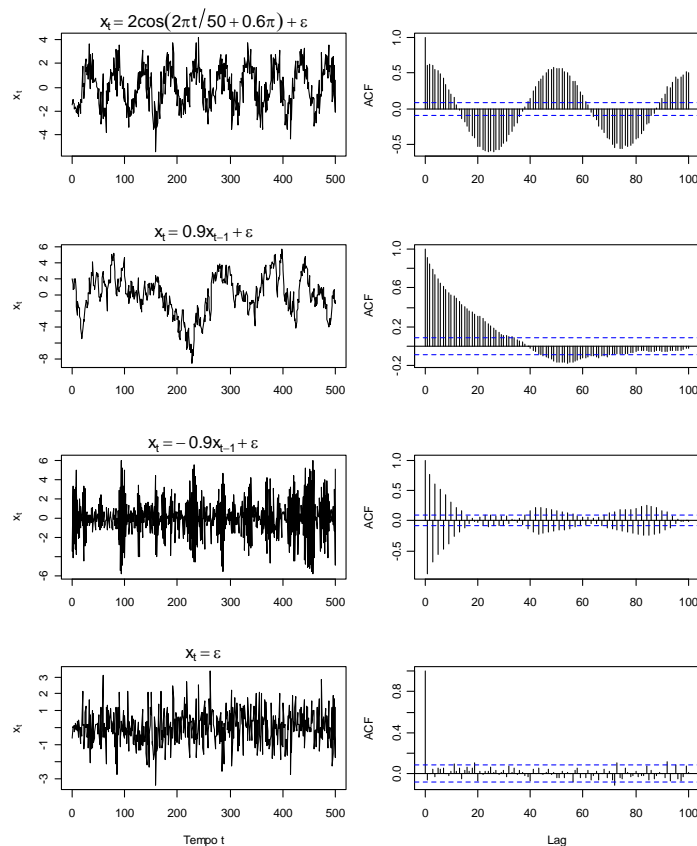 x_t = 2cos(2πt/50 + 0.6π) + ε
4
2
0
-2
-4
x_t
0 100 200 300 400 500
1.0
0.5
0.0
-0.5
ACF
0 20 40 60 80 100
x_t = 0.9x_{t-1} + ε
6
4
2
0
-4
-8
x_t
0 100 200 300 400 500
1.0
0.6
0.2
-0.2
ACF
0 20 40 60 80 100
x_t = -0.9x_{t-1} + ε
6
4
2
0
-2
-6
x_t
0 100 200 300 400 500
1.0
0.5
0.0
-0.5
ACF
0 20 40 60 80 100
x_t = ε
3
2
1
-1
-3
x_t
0 100 200 300 400 500
Tempo t
0.8
0.4
0.0
ACF
0 20 40 60 80 100
Lag